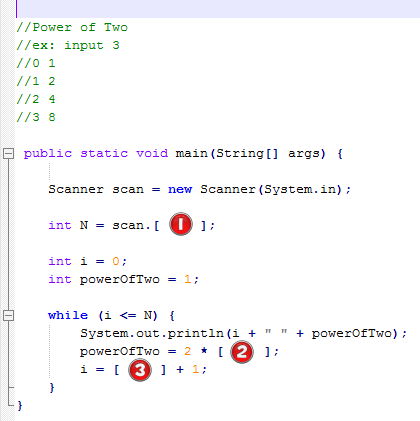 //Power of Two
//ex: input 3
//0 1
//1 2
//2 4
//3 8
public static void main(String[] args) {
Scanner scan = new Scanner(System.in);
int N = scan.[ 1 ];
int i = 0;
int powerOfTwo = 1;
while (i <= N) {
System.out.println(i + " " + powerOfTwo);
powerOfTwo = 2 * [ 2 ];
i = [ 3 ] + 1;
}
}